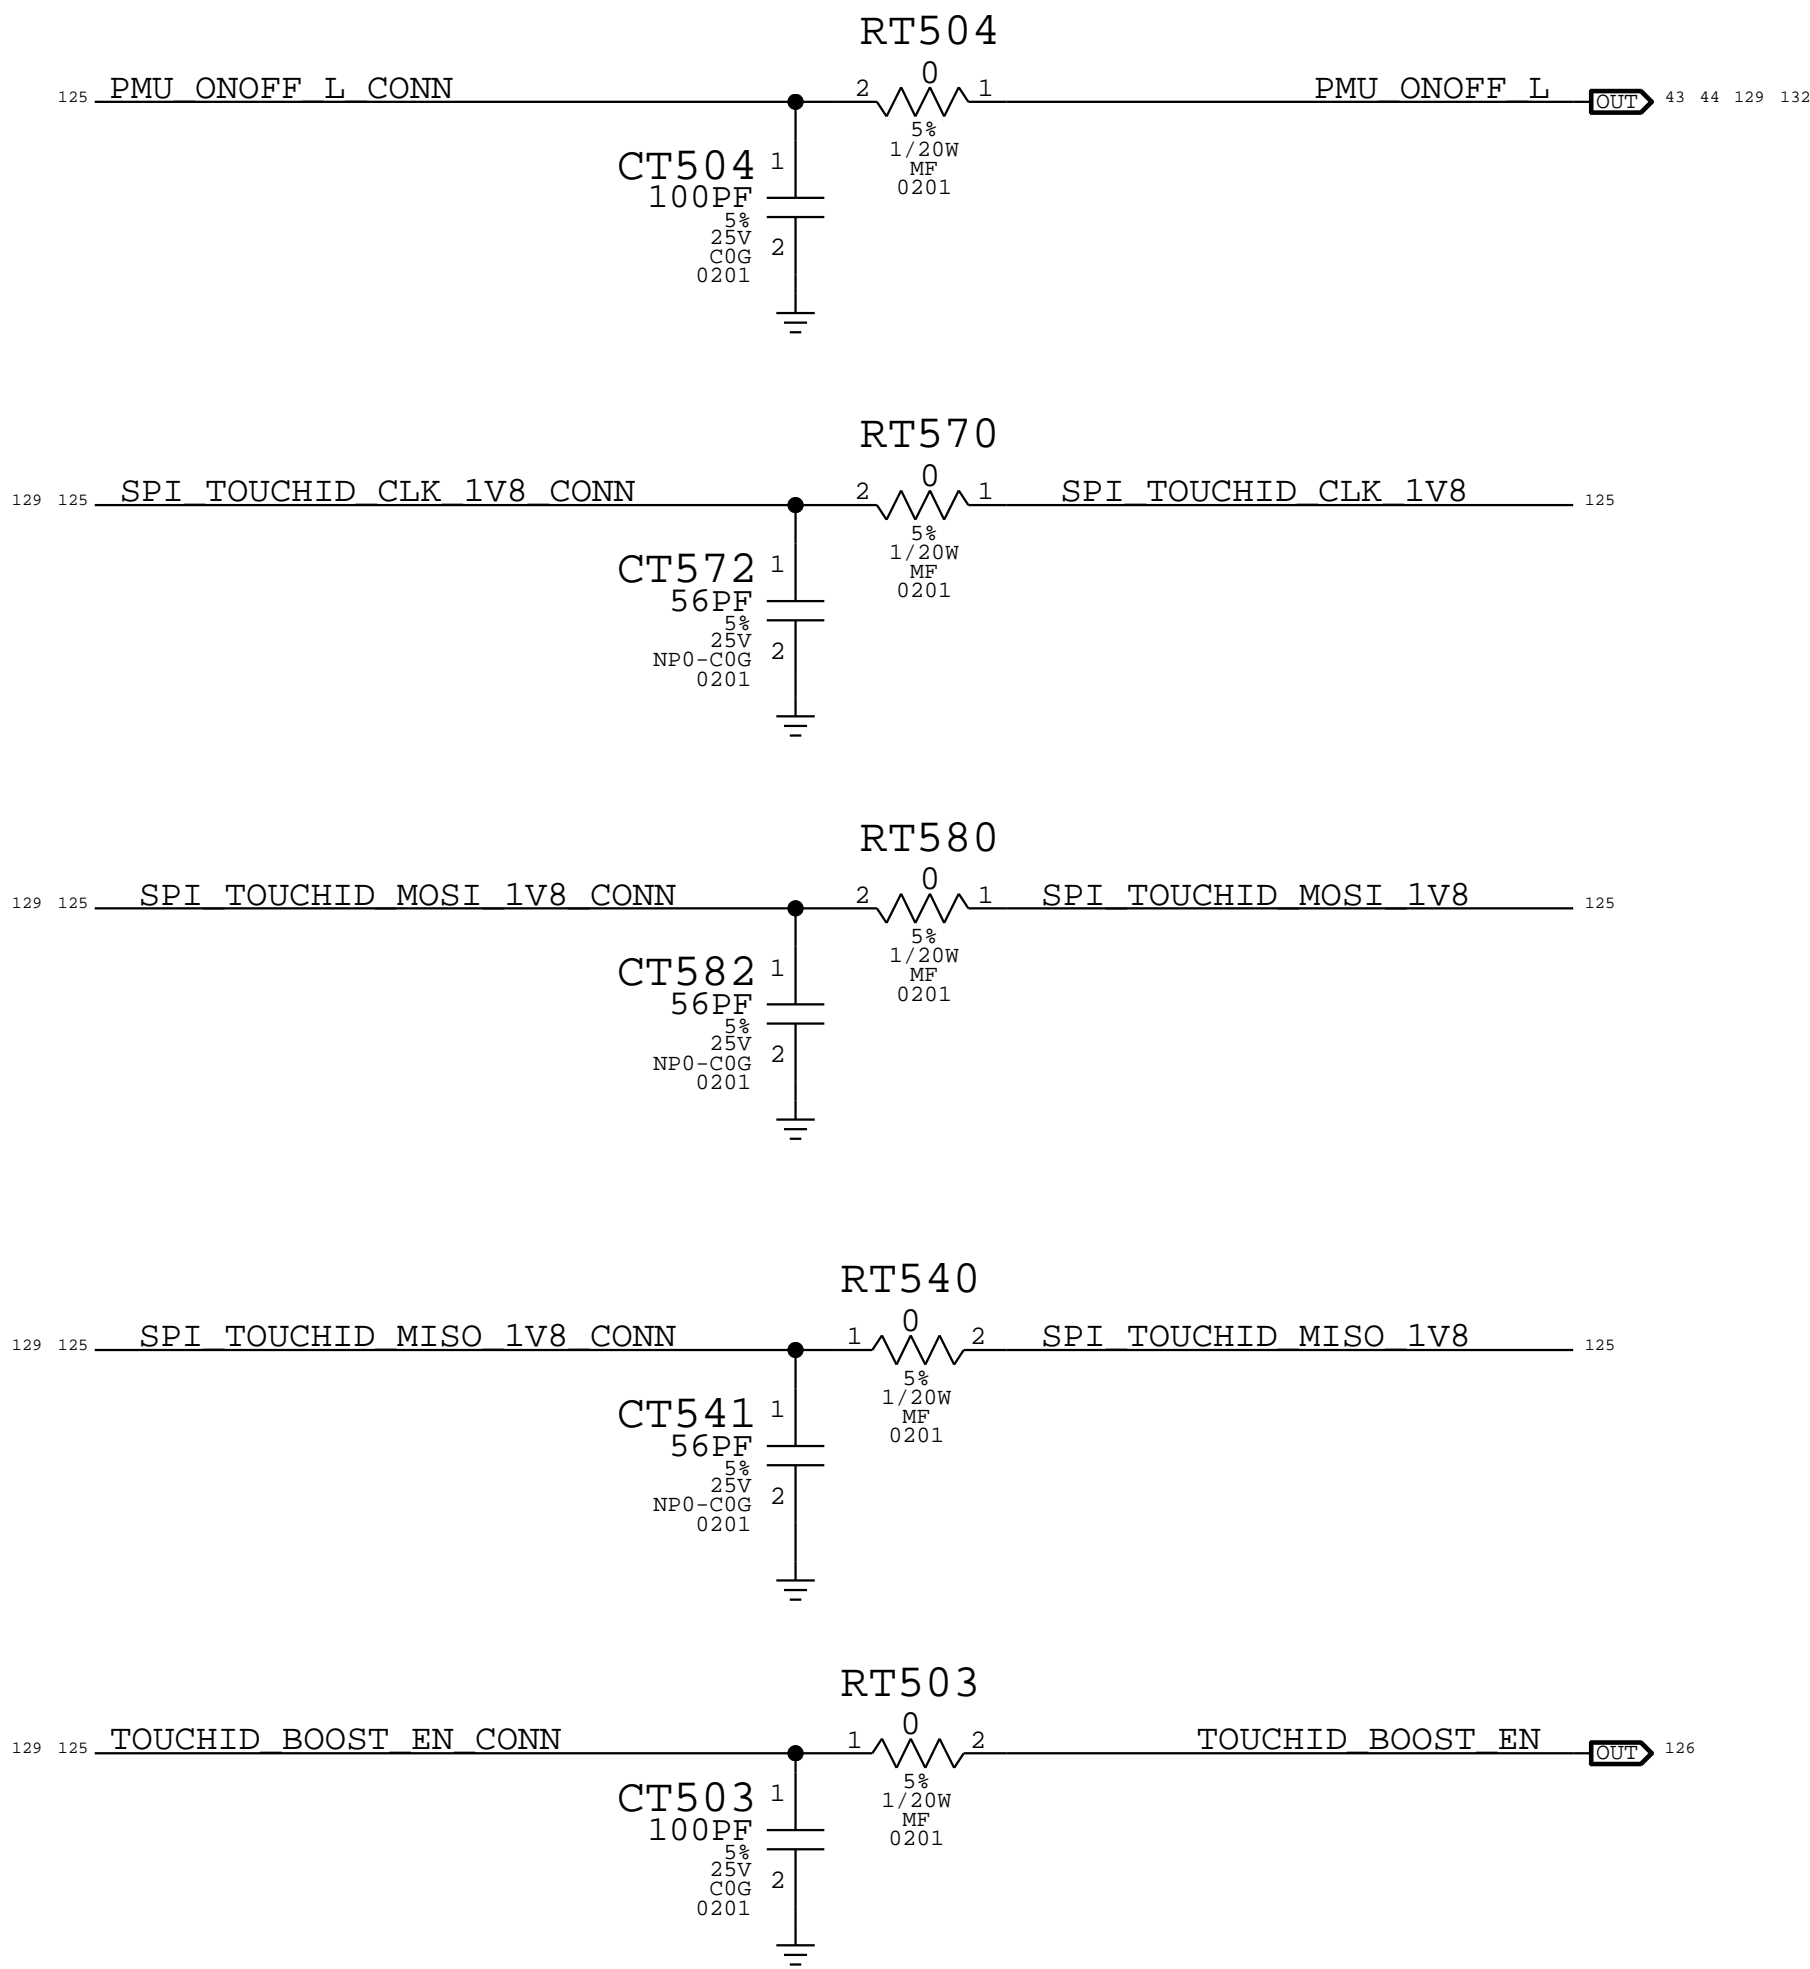 RT504
0
125 PMU_ONOFF_L_CONN 2 1 PMU_ONOFF_L OUT 43 44 129 132
5%
1/20W
MF
0201
CT504 1
100PF
5%
25V
C0G
0201
2
RT570
0
129 125 SPI_TOUCHID_CLK_1V8_CONN 2 1 SPI_TOUCHID_CLK_1V8 125
5%
1/20W
MF
0201
CT572 1
56PF
5%
25V
NP0-C0G
0201
2
RT580
0
129 125 SPI_TOUCHID_MOSI_1V8_CONN 2 1 SPI_TOUCHID_MOSI_1V8 125
5%
1/20W
MF
0201
CT582 1
56PF
5%
25V
NP0-C0G
0201
2
RT540
0
129 125 SPI_TOUCHID_MISO_1V8_CONN 1 2 SPI_TOUCHID_MISO_1V8 125
5%
1/20W
MF
0201
CT541 1
56PF
5%
25V
NP0-C0G
0201
2
RT503
0
129 125 TOUCHID_BOOST_EN_CONN 1 2 TOUCHID_BOOST_EN OUT 126
5%
1/20W
MF
0201
CT503 1
100PF
5%
25V
C0G
0201
2